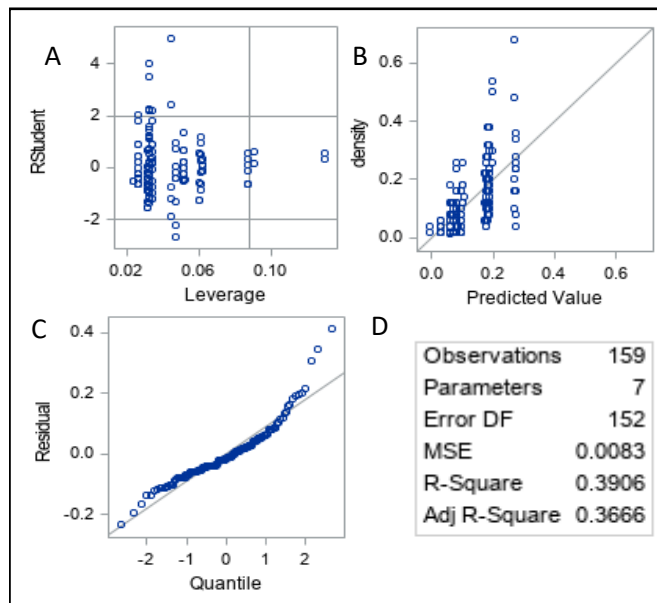 A
4
2
0
-2
RStudent
0.02 0.06 0.10
Leverage
B
0.6
0.4
0.2
0.0
density
0.0 0.2 0.4 0.6
Predicted Value
C
0.4
0.2
0.0
-0.2
Residual
-2 -1 0 1 2
Quantile
D
Observations 159
Parameters 7
Error DF 152
MSE 0.0083
R-Square 0.3906
Adj R-Square 0.3666